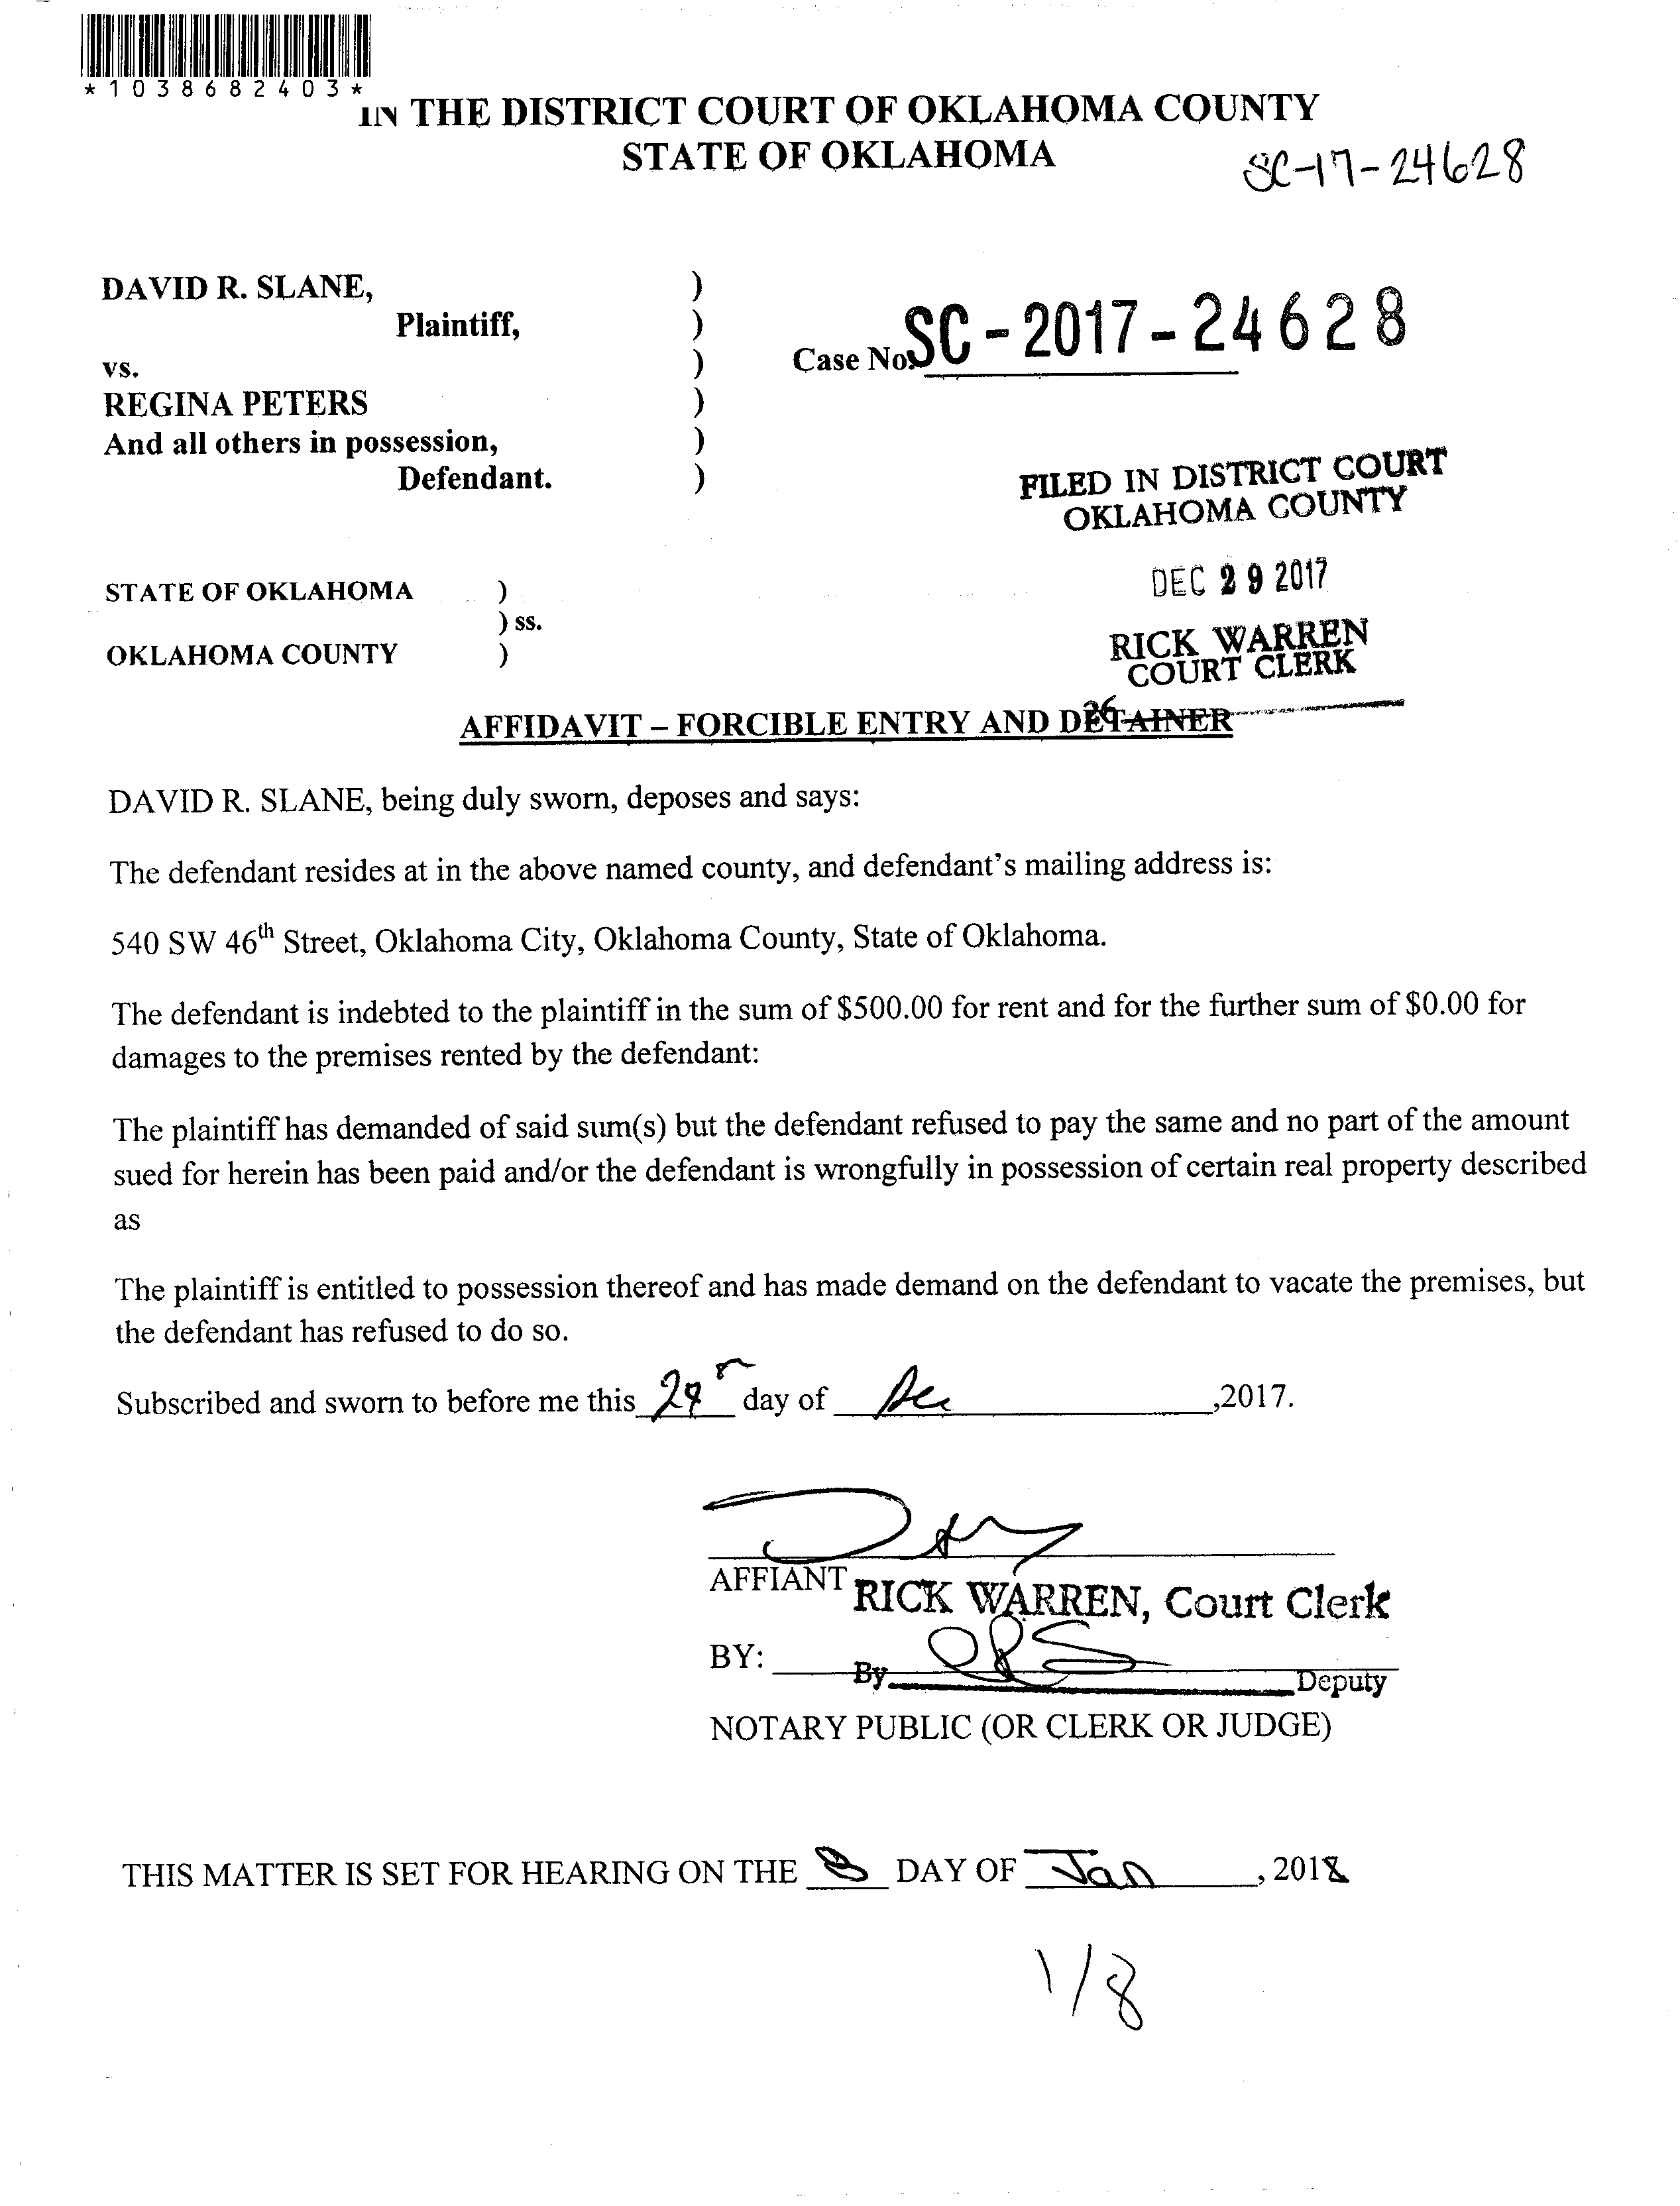 *1038682403*
IN THE DISTRICT COURT OF OKLAHOMA COUNTY
STATE OF OKLAHOMA
SC-17-24628
DAVID R. SLANE, )
Plaintiff, )
vs. )
REGINA PETERS )
And all others in possession, )
Defendant. )
Case No. SC-2017-24628
FILED IN DISTRICT COURT
OKLAHOMA COUNTY
DEC 29 2017
RICK WARREN
COURT CLERK
26
STATE OF OKLAHOMA )
) ss.
OKLAHOMA COUNTY )
AFFIDAVIT – FORCIBLE ENTRY AND DETAINER
DAVID R. SLANE, being duly sworn, deposes and says:
The defendant resides at in the above named county, and defendant's mailing address is:
540 SW 46th Street, Oklahoma City, Oklahoma County, State of Oklahoma.
The defendant is indebted to the plaintiff in the sum of $500.00 for rent and for the further sum of $0.00 for
damages to the premises rented by the defendant:
The plaintiff has demanded of said sum(s) but the defendant refused to pay the same and no part of the amount
sued for herein has been paid and/or the defendant is wrongfully in possession of certain real property described
as
The plaintiff is entitled to possession thereof and has made demand on the defendant to vacate the premises, but
the defendant has refused to do so.
Subscribed and sworn to before me this 29 day of Dec ,2017.
AFFIANT
RICK WARREN, Court Clerk
BY: By Deputy
NOTARY PUBLIC (OR CLERK OR JUDGE)
THIS MATTER IS SET FOR HEARING ON THE 8 DAY OF Jan , 2018
1/8